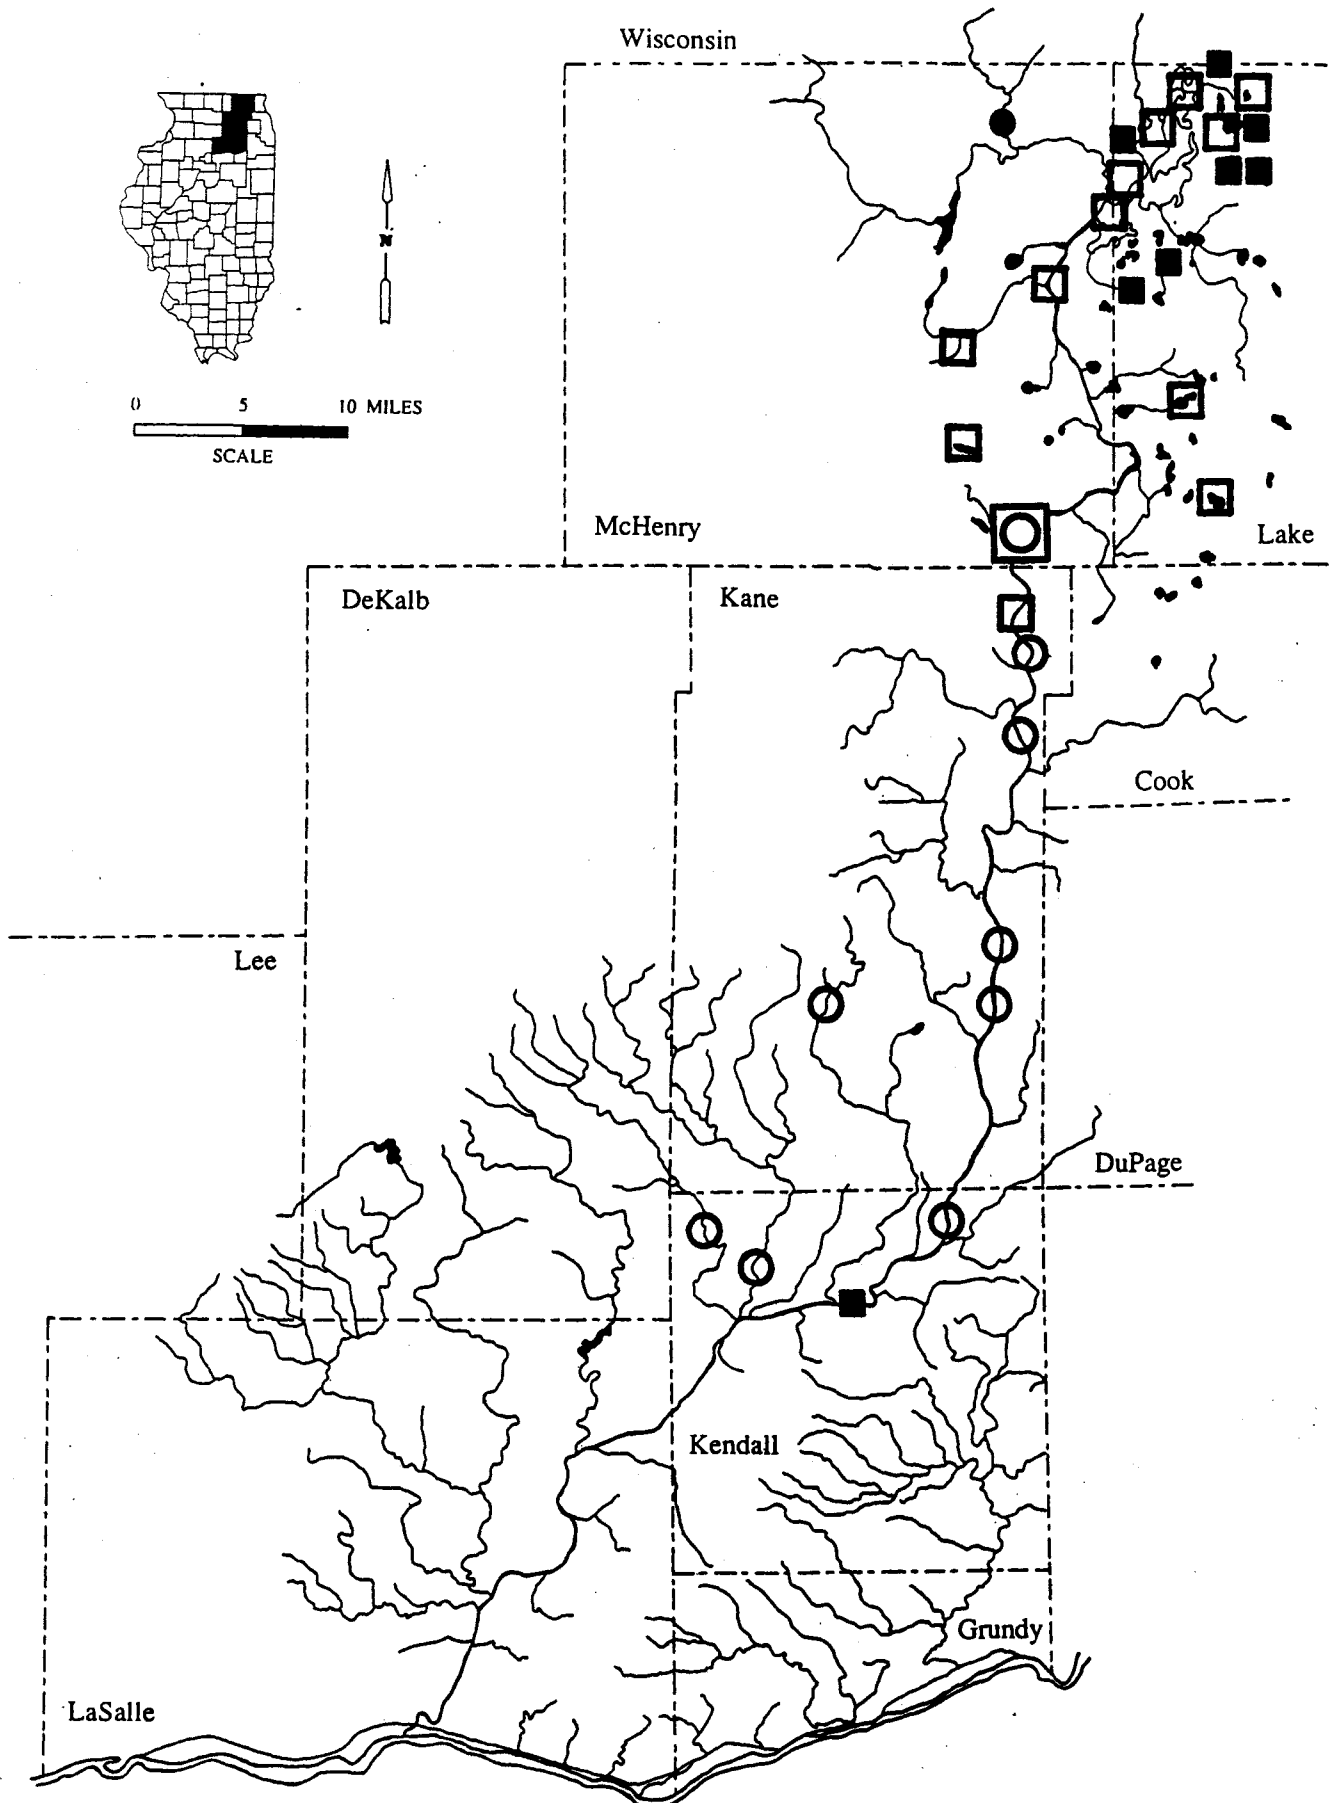 Wisconsin
N
0 5 10 MILES
SCALE
McHenry
Lake
DeKalb
Kane
Cook
Lee
DuPage
Kendall
Grundy
LaSalle